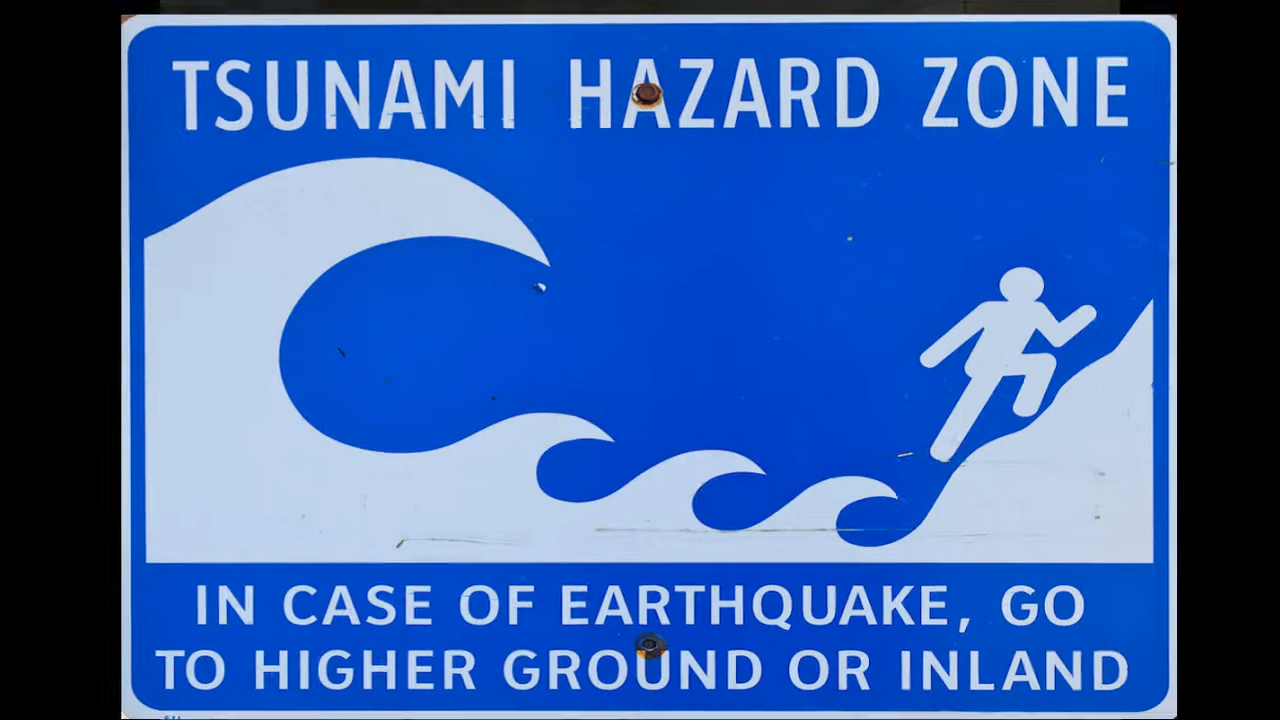 TSUNAMI HAZARD ZONE
IN CASE OF EARTHQUAKE, GO
TO HIGHER GROUND OR INLAND